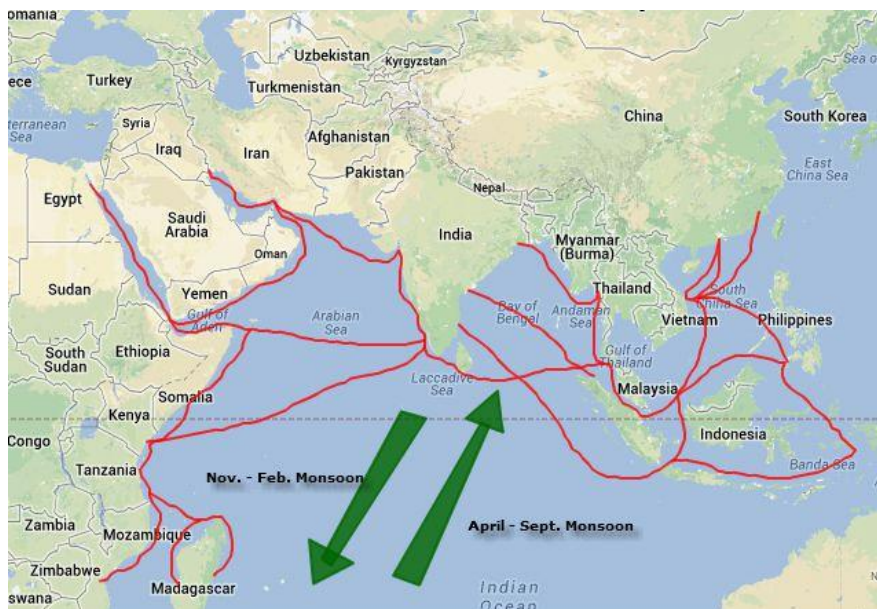 omania
Uzbekistan
Kyrgyzstan
ece
Turkey
Turkmenistan
Sea o
China
South Korea
Syria
Afghanistan
Iraq
Iran
terranean
Sea
Pakistan
East
China Sea
Nepal
Egypt
Saudi
Arabia
India
Oman
Myanmar
(Burma)
Sudan
Yemen
Gulf of
Aden
Arabian
Sea
Bay of
Bengal
Andaman
Sea
Thailand
South
China Sea
Vietnam
Philippines
Ethiopia
South
Sudan
Gulf of
Thailand
Somalia
Laccadive
Sea
Malaysia
Kenya
Congo
Indonesia
Tanzania
Banda Sea
Nov. - Feb. Monsoon
April - Sept. Monsoon
Zambia
Mozambique
Zimbabwe
Madagascar
swana
Indian
Ocean